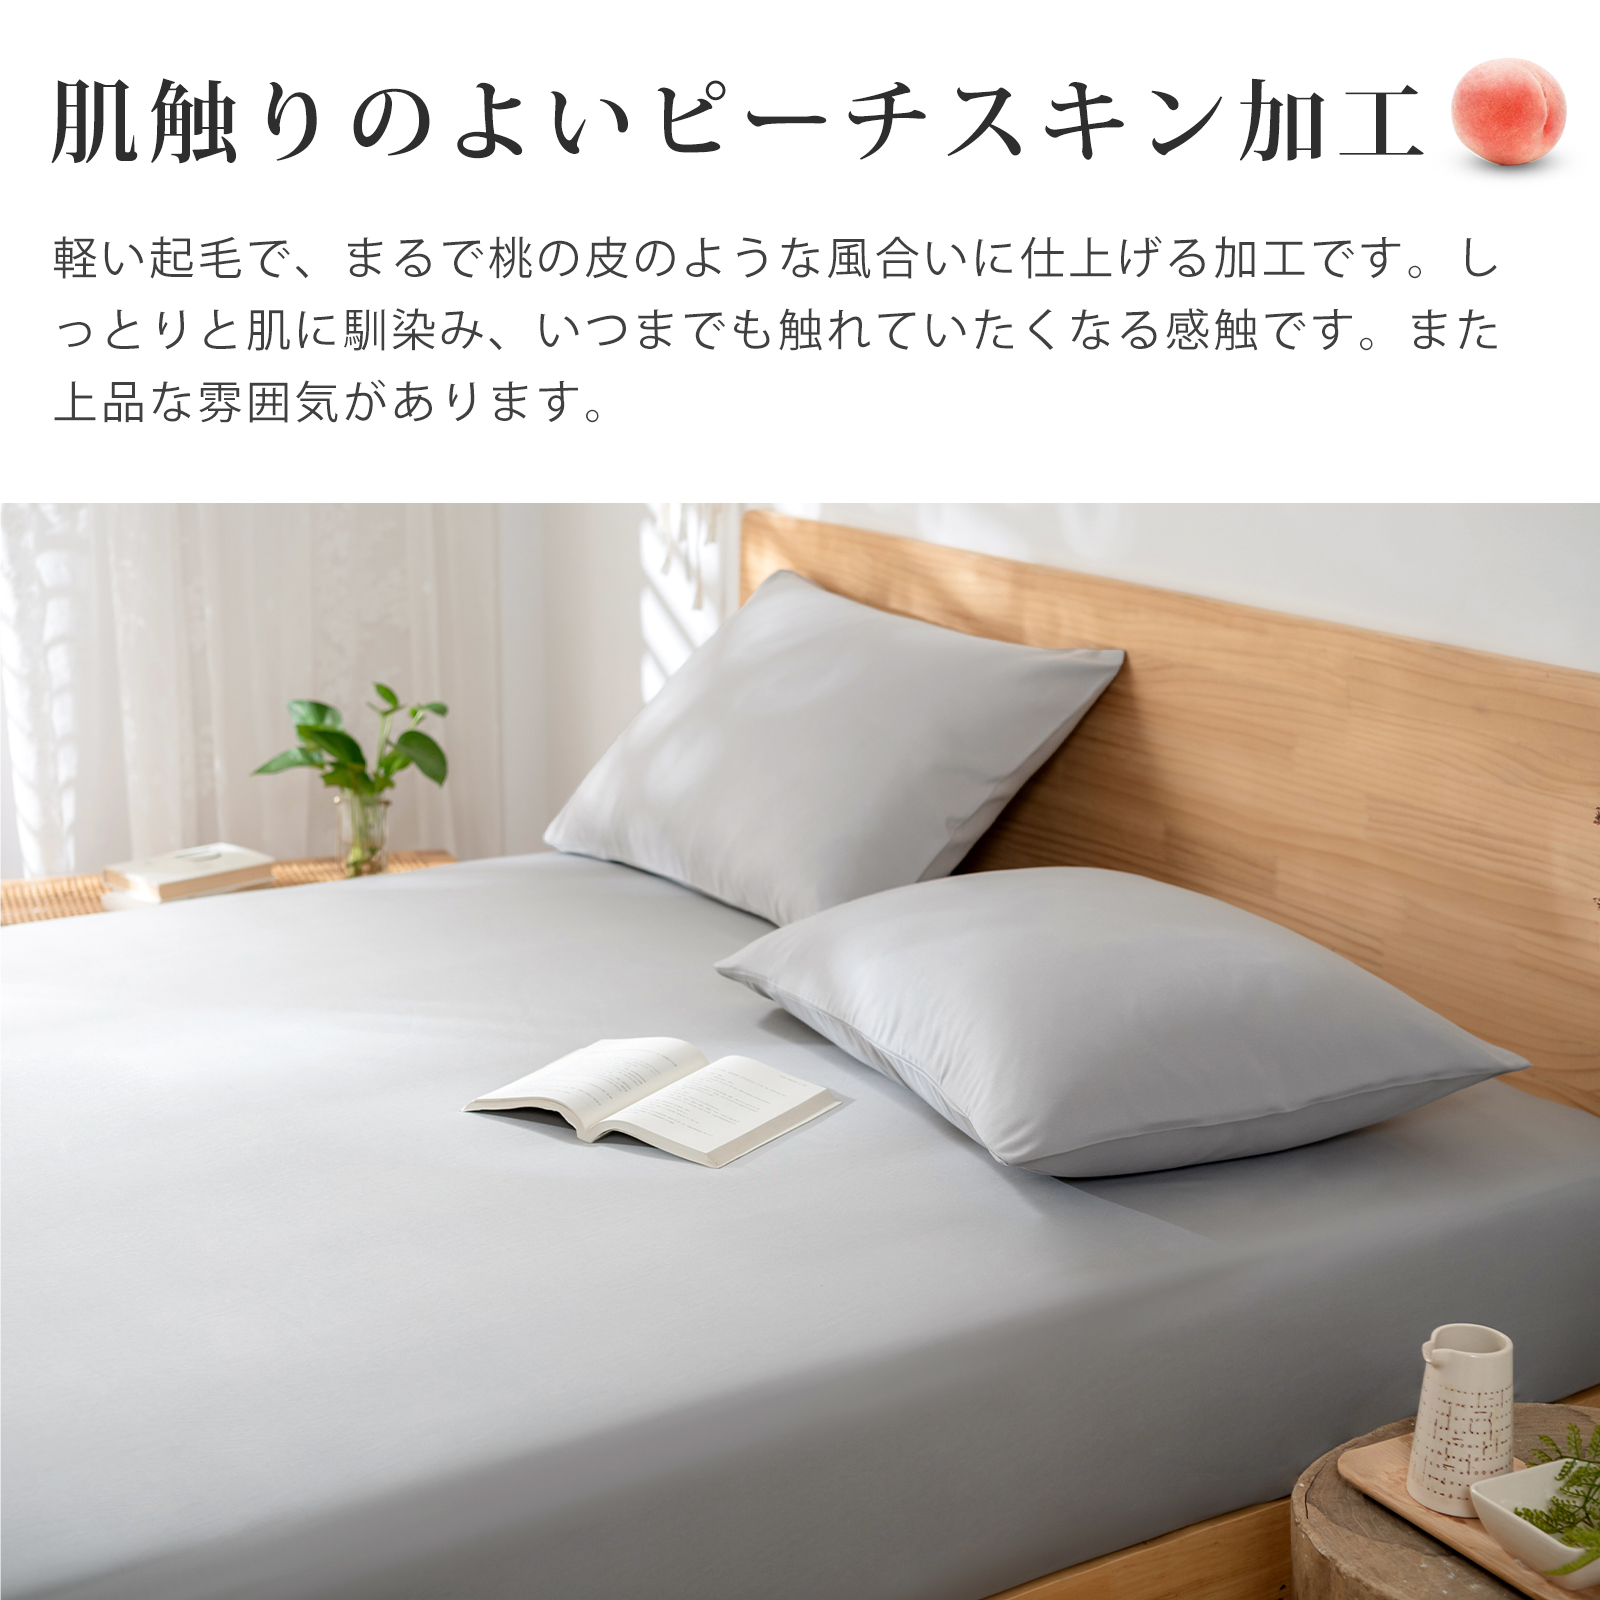 肌触りのよいピーチスキン加工
軽い起毛で、まるで桃の皮のような風合いに仕上げる加工です。し
っとりと肌に馴染み、いつまでも触れていたくなる感触です。また
上品な雰囲気があります。